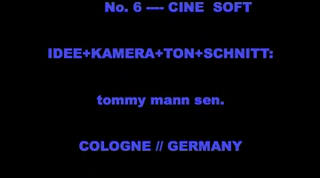 No. 6 ---- CINE SOFT
IDEE+KAMERA+TON+SCHNITT:
tommy mann sen.
COLOGNE // GERMANY